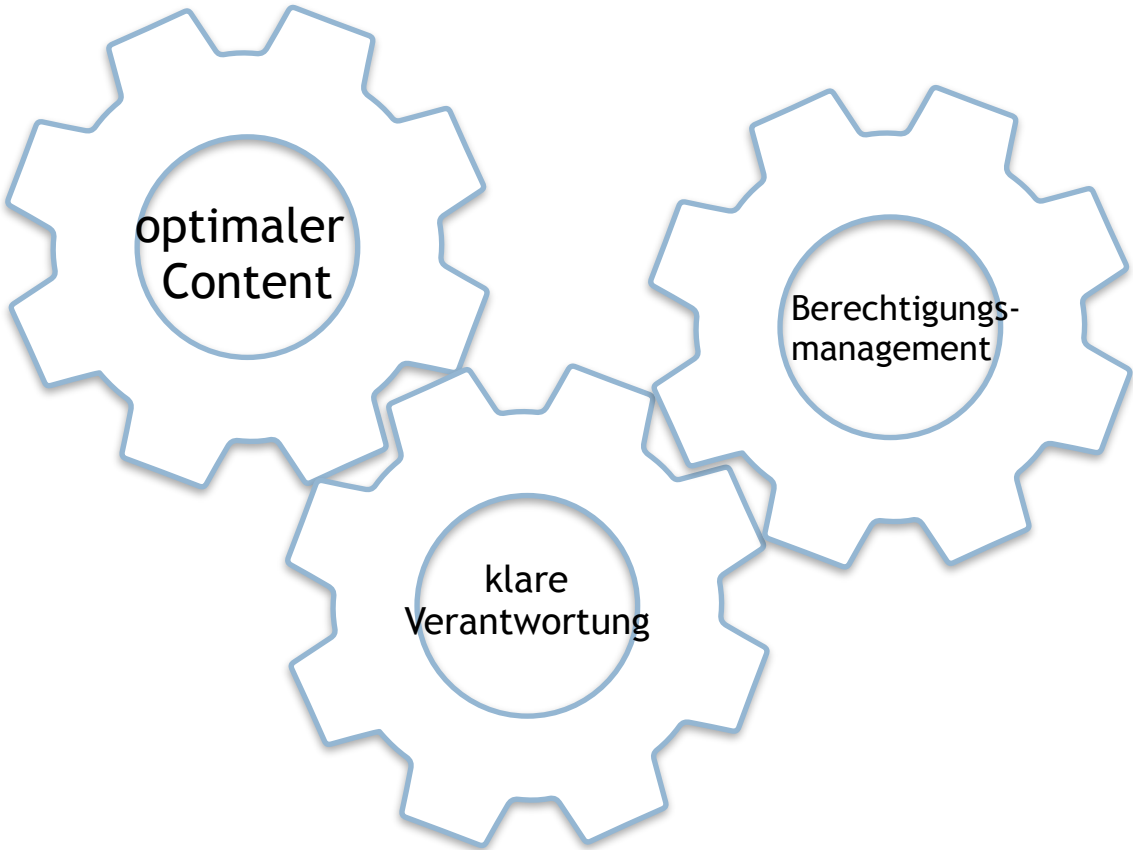 optimaler
Content
Berechtigungs-
management
klare
Verantwortung